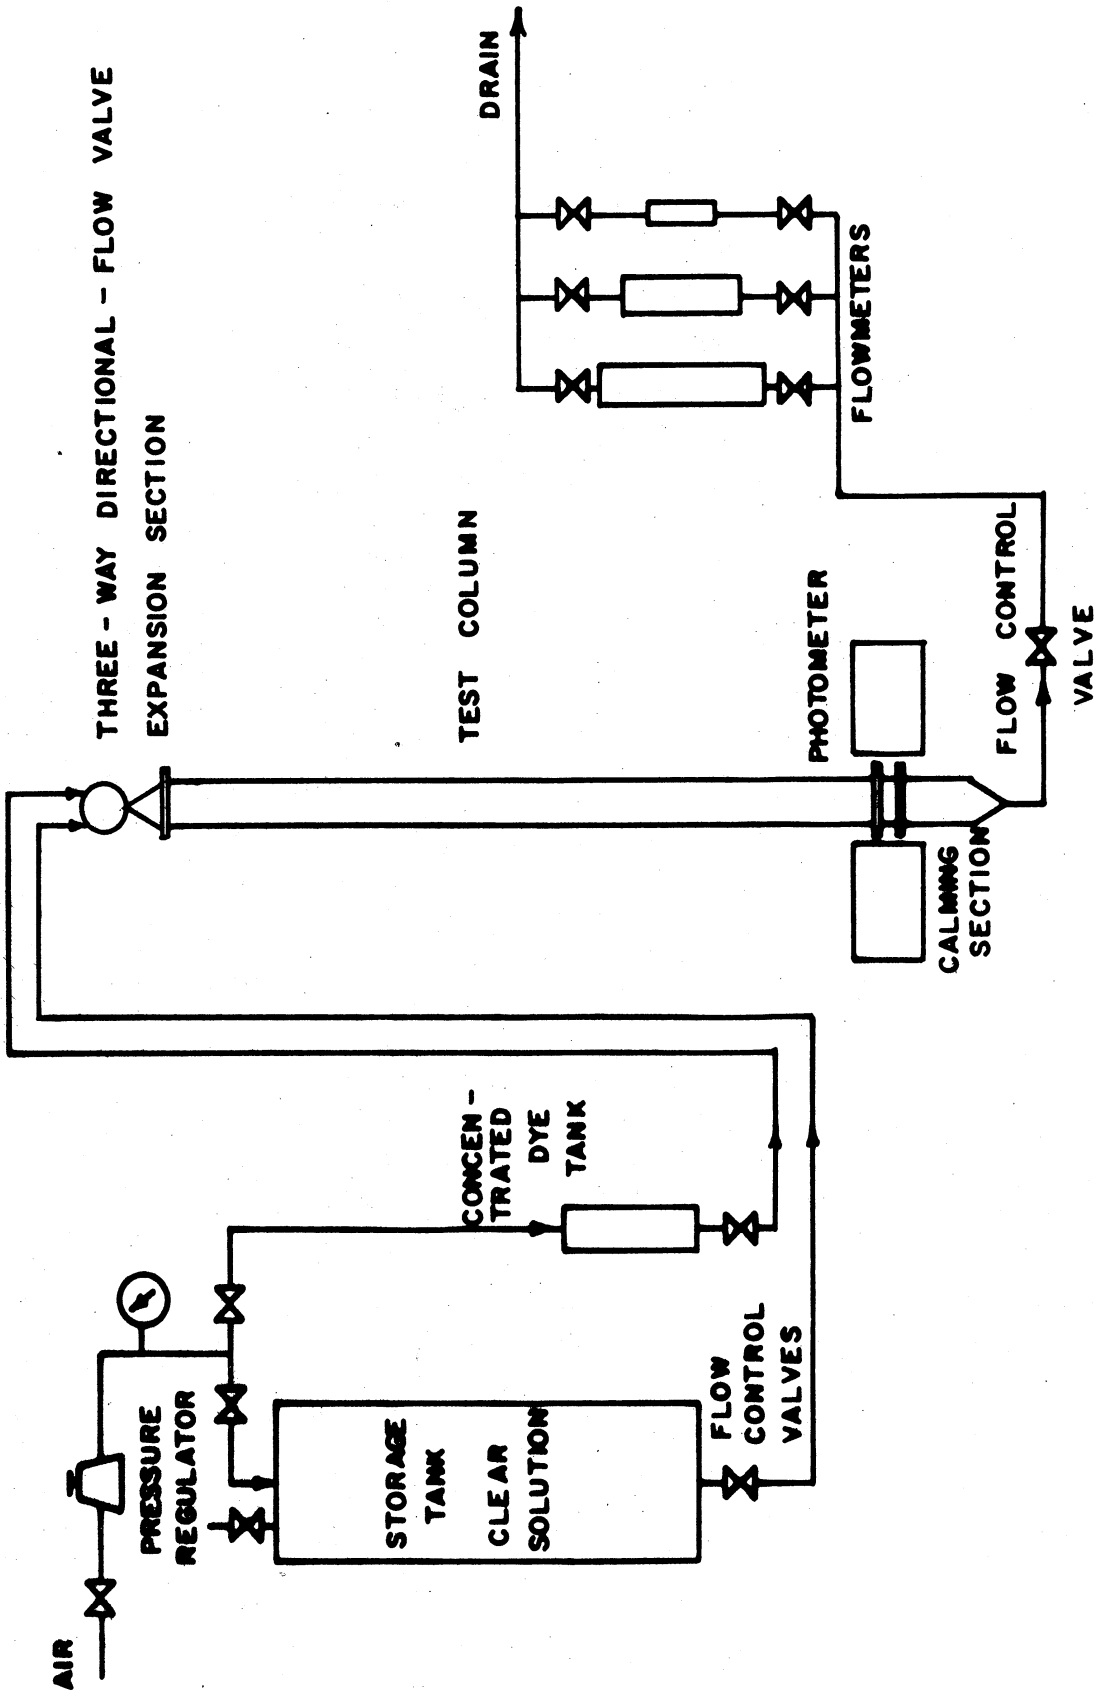 AIR
PRESSURE
REGULATOR
STORAGE
TANK
CLEAR
SOLUTION
FLOW
CONTROL
VALVES
CONCEN-
TRATED
DYE
TANK
THREE-WAY DIRECTIONAL-FLOW VALVE
EXPANSION SECTION
TEST COLUMN
PHOTOMETER
CALMING
SECTION
FLOW CONTROL
VALVE
FLOWMETERS
DRAIN